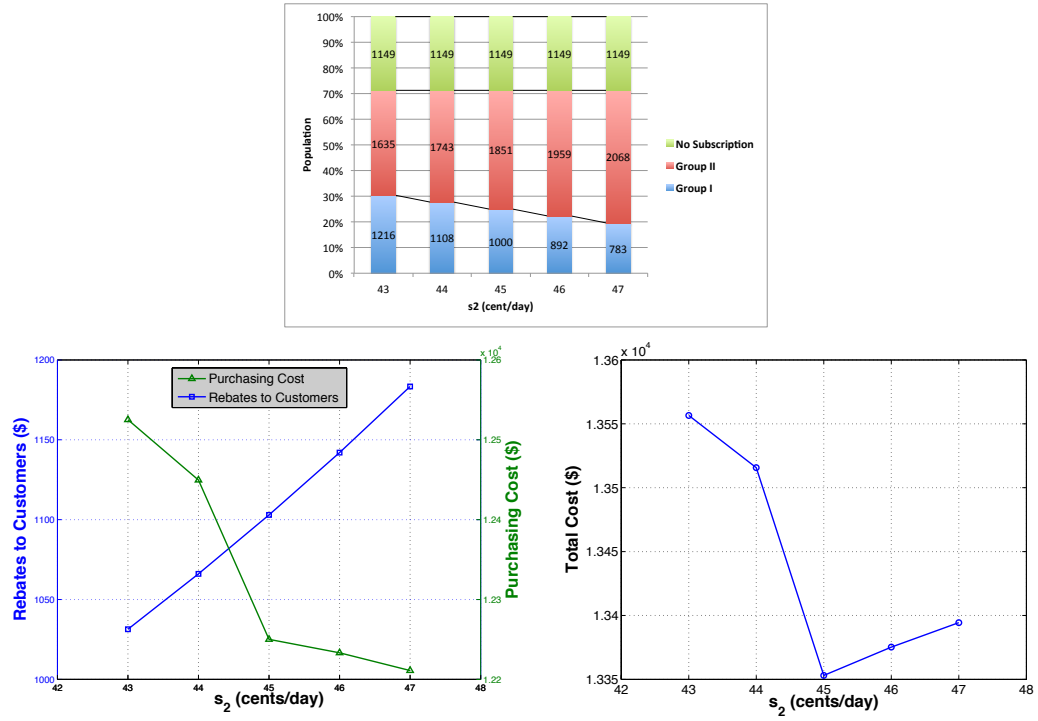 100%
90%
80%
70%
60%
50%
40%
30%
20%
10%
0%
Population
1149 1149 1149 1149 1149
1635 1743 1851 1959 2068
1216 1108 1000 892 783
43 44 45 46 47
s2 (cent/day)
No Subscription
Group II
Group I
1200
1150
1100
1050
1000
Rebates to Customers ($)
Purchasing Cost
Rebates to Customers
x 10⁴
1.26
1.25
1.24
1.23
1.22
Purchasing Cost ($)
42 43 44 45 46 47 48
s₂ (cents/day)
x 10⁴
1.36
1.355
1.35
1.345
1.34
1.335
Total Cost ($)
42 43 44 45 46 47 48
s₂ (cents/day)